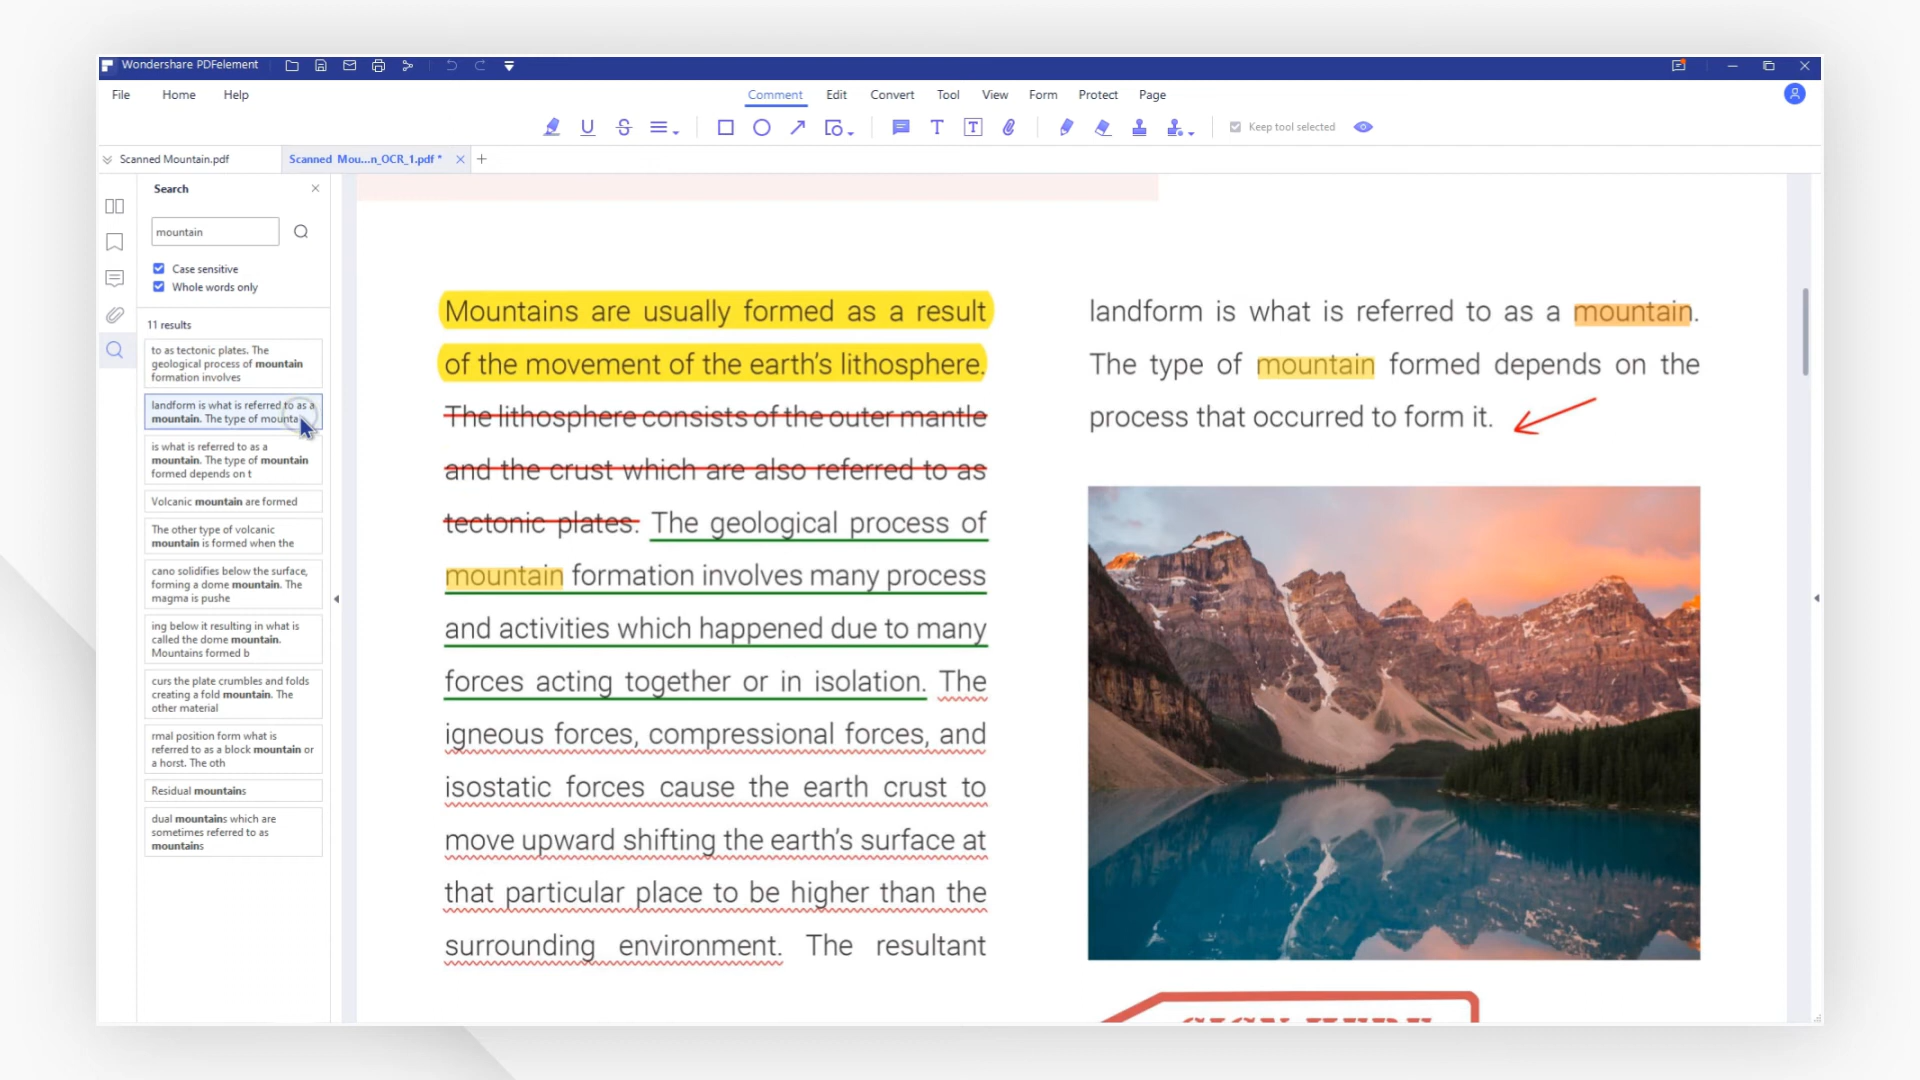 Wondershare PDFelement
File Home Help
Comment Edit Convert Tool View Form Protect Page
Keep tool selected
Scanned Mountain.pdf
Scanned Mou...n_OCR_1.pdf *
Search
mountain
Case sensitive
Whole words only
11 results
to as tectonic plates. The
geological process of mountain
formation involves
landform is what is referred to as a
mountain. The type of mounta
is what is referred to as a
mountain. The type of mountain
formed depends on t
Volcanic mountain are formed
The other type of volcanic
mountain is formed when the
cano solidifies below the surface,
forming a dome mountain. The
magma is pushe
ing below it resulting in what is
called the dome mountain.
Mountains formed b
curs the plate crumbles and folds
creating a fold mountain. The
other material
rmal position form what is
referred to as a block mountain or
a horst. The oth
Residual mountains
dual mountains which are
sometimes referred to as
mountains
Mountains are usually formed as a result
of the movement of the earth's lithosphere.
The lithosphere consists of the outer mantle
and the crust which are also referred to as
tectonic plates. The geological process of
mountain formation involves many process
and activities which happened due to many
forces acting together or in isolation. The
igneous forces, compressional forces, and
isostatic forces cause the earth crust to
move upward shifting the earth's surface at
that particular place to be higher than the
surrounding environment. The resultant
landform is what is referred to as a mountain.
The type of mountain formed depends on the
process that occurred to form it.